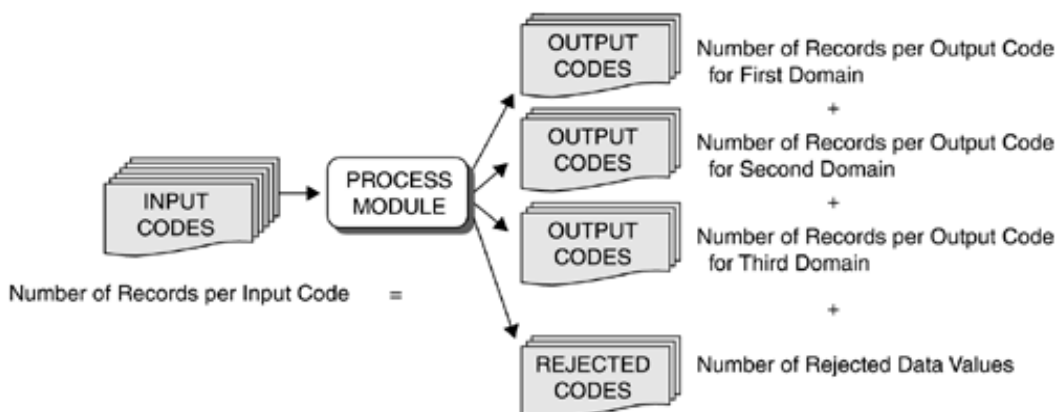 OUTPUT
CODES
Number of Records per Output Code
for First Domain
+
OUTPUT
CODES
Number of Records per Output Code
for Second Domain
+
INPUT
CODES
PROCESS
MODULE
OUTPUT
CODES
Number of Records per Output Code
for Third Domain
Number of Records per Input Code =
+
REJECTED
CODES
Number of Rejected Data Values